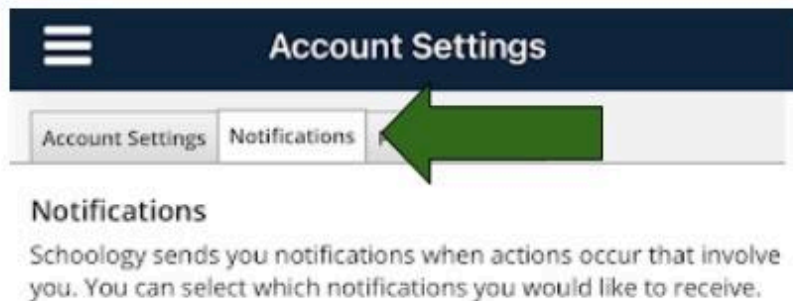 Account Settings
Account Settings Notifications
Notifications
Schoology sends you notifications when actions occur that involve
you. You can select which notifications you would like to receive.